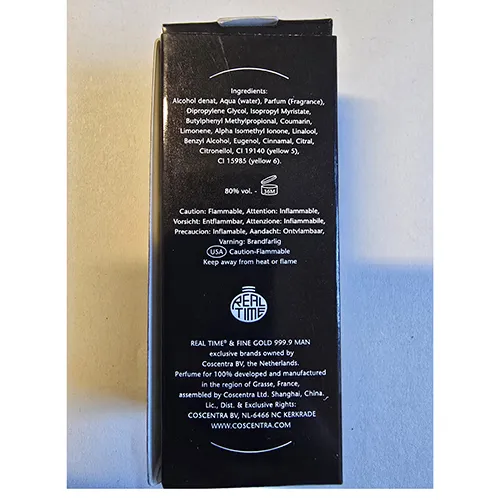 Ingredients:
Alcohol denat, Aqua (water), Parfum (Fragrance),
Dipropylene Glycol, Isopropyl Myristate,
Butylphenyl Methylpropional, Coumarin,
Limonene, Alpha Isomethyl Ionone, Linalool,
Benzyl Alcohol, Eugenol, Cinnamal, Citral,
Citronellol, CI 19140 (yellow 5),
CI 15985 (yellow 6).
80% vol. - 36M
Caution: Flammable, Attention: Inflammable,
Vorsicht: Entflammbar, Attenzione: Infiammabile,
Precaucion: Inflamable, Aandacht: Ontvlambaar,
Varning: Brandfarlig
USA Caution-Flammable
Keep away from heat or flame
REAL
TIME
REAL TIME® & FINE GOLD 999.9 MAN
exclusive brands owned by
Coscentra BV, the Netherlands.
Perfume for 100% developed and manufactured
in the region of Grasse, France,
assembled by Coscentra Ltd. Shanghai, China.
Lic., Dist. & Exclusive Rights:
COSCENTRA BV, NL-6466 NC KERKRADE
WWW.COSCENTRA.COM